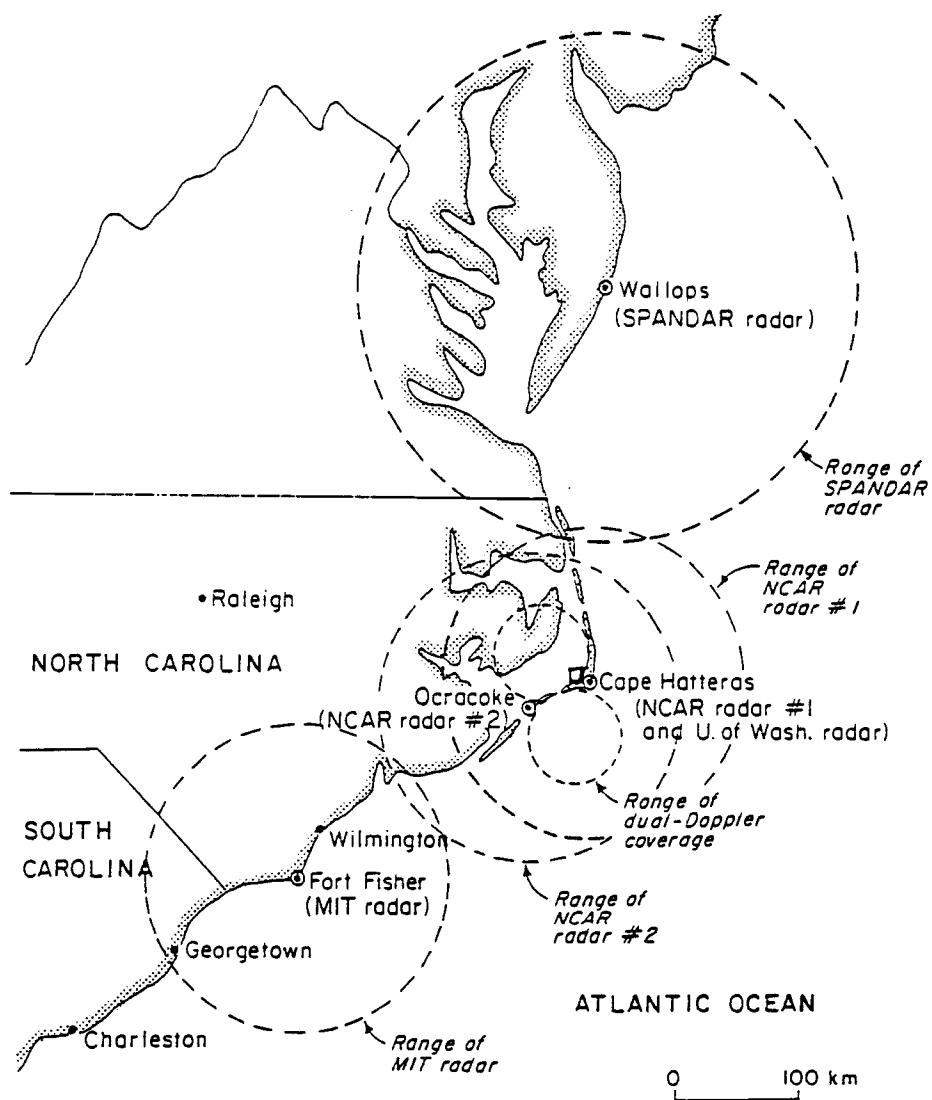 Wallops
(SPANDAR radar)
Range of
SPANDAR
radar
Range of
NCAR
radar #1
•Raleigh
NORTH CAROLINA
Cape Hatteras
(NCAR radar #1
and U. of Wash. radar)
Ocracoke
(NCAR radar #2)
Range of
dual-Doppler
coverage
SOUTH
CAROLINA
Wilmington
Fort Fisher
(MIT radar)
Range of
NCAR
radar #2
Georgetown
ATLANTIC OCEAN
Charleston
Range of
MIT radar
0 100 km